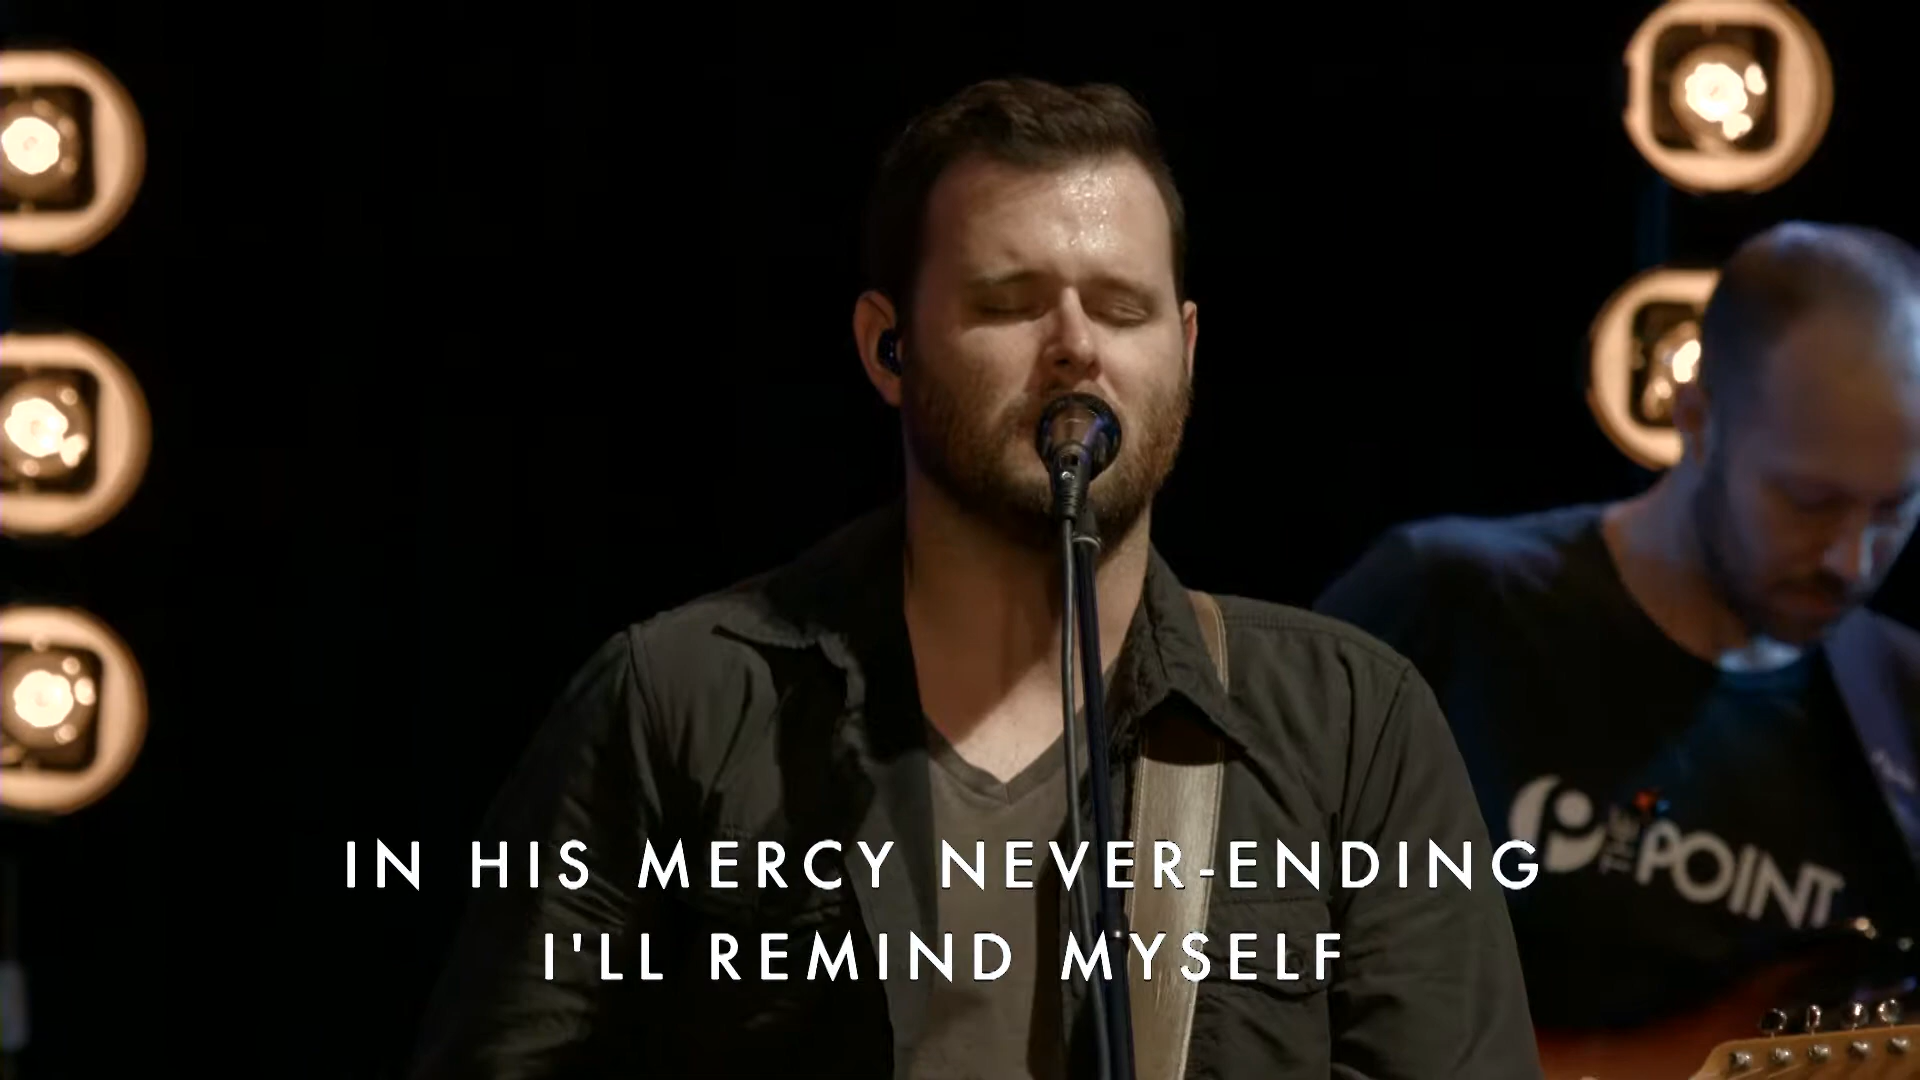 IN HIS MERCY NEVER-ENDING
I'LL REMIND MYSELF
THE POINT